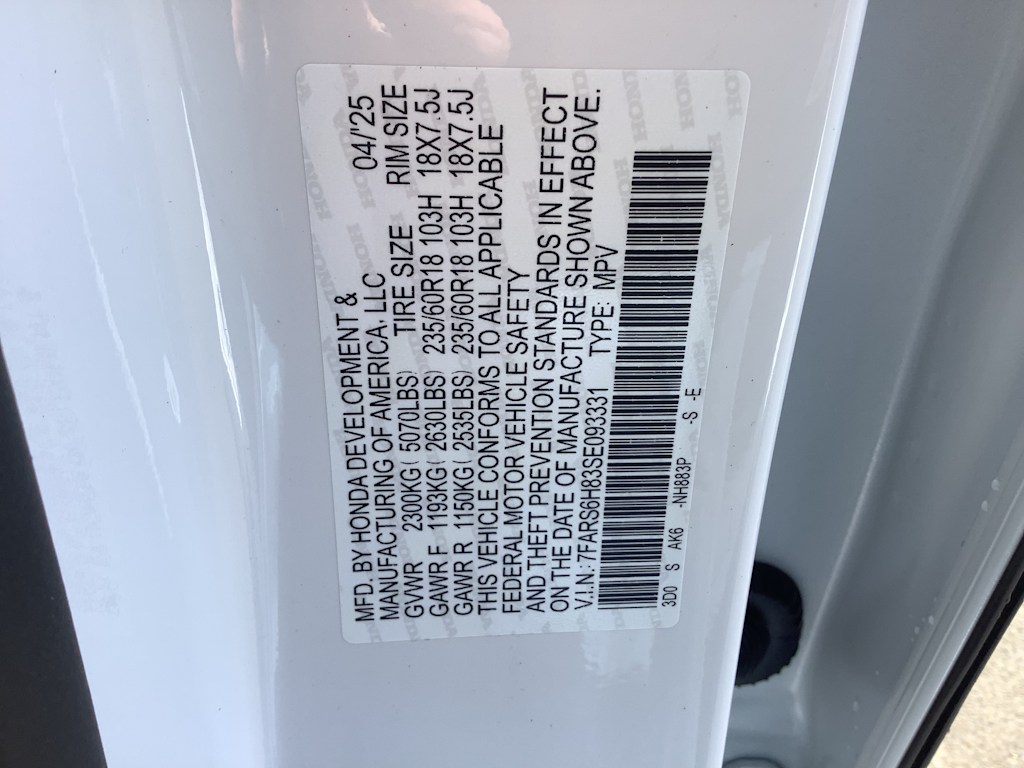 MFD. BY HONDA DEVELOPMENT & 04/'25
MANUFACTURING OF AMERICA, LLC
TIRE SIZE RIM SIZE
GVWR 2300KG( 5070LBS)
GAWR F 1193KG( 2630LBS) 235/60R18 103H 18X7.5J
GAWR R 1150KG( 2535LBS) 235/60R18 103H 18X7.5J
THIS VEHICLE CONFORMS TO ALL APPLICABLE
FEDERAL MOTOR VEHICLE SAFETY
AND THEFT PREVENTION STANDARDS IN EFFECT
ON THE DATE OF MANUFACTURE SHOWN ABOVE.
V.I.N.: 7FARS6H83SE093331 TYPE: MPV
3D0 S AK6 -NH883P -S -E